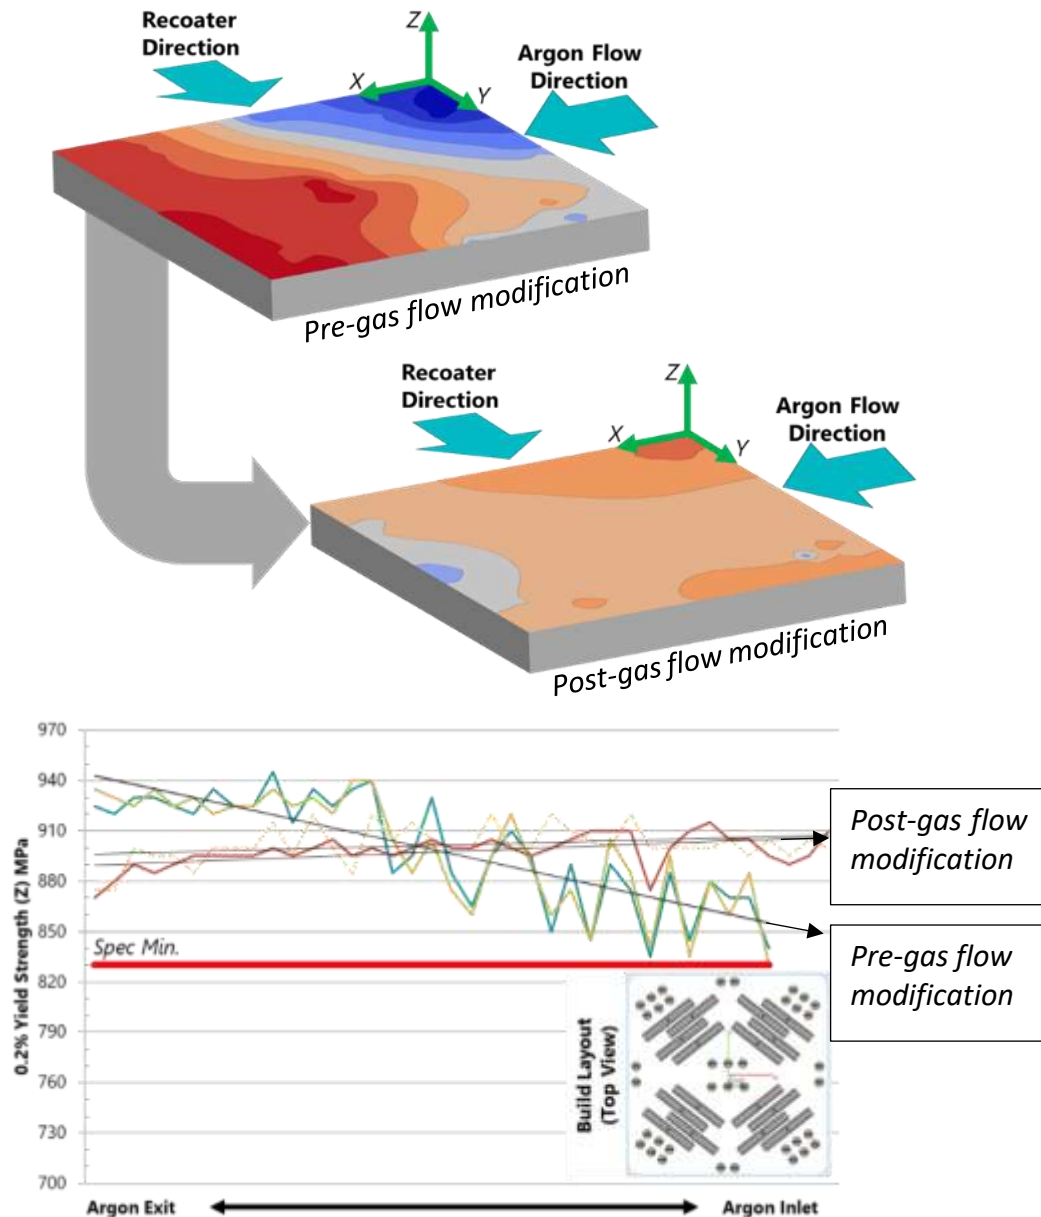 Recoater
Direction
Z
Argon Flow
Direction
X
Y
Pre-gas flow modification
Recoater
Direction
Z
Argon Flow
Direction
X
Y
Post-gas flow modification
0.2% Yield Strength (Z) MPa
970
940
910
880
850
820
790
760
730
700
Spec Min.
Post-gas flow
modification
Pre-gas flow
modification
Build Layout
(Top View)
Argon Exit
Argon Inlet